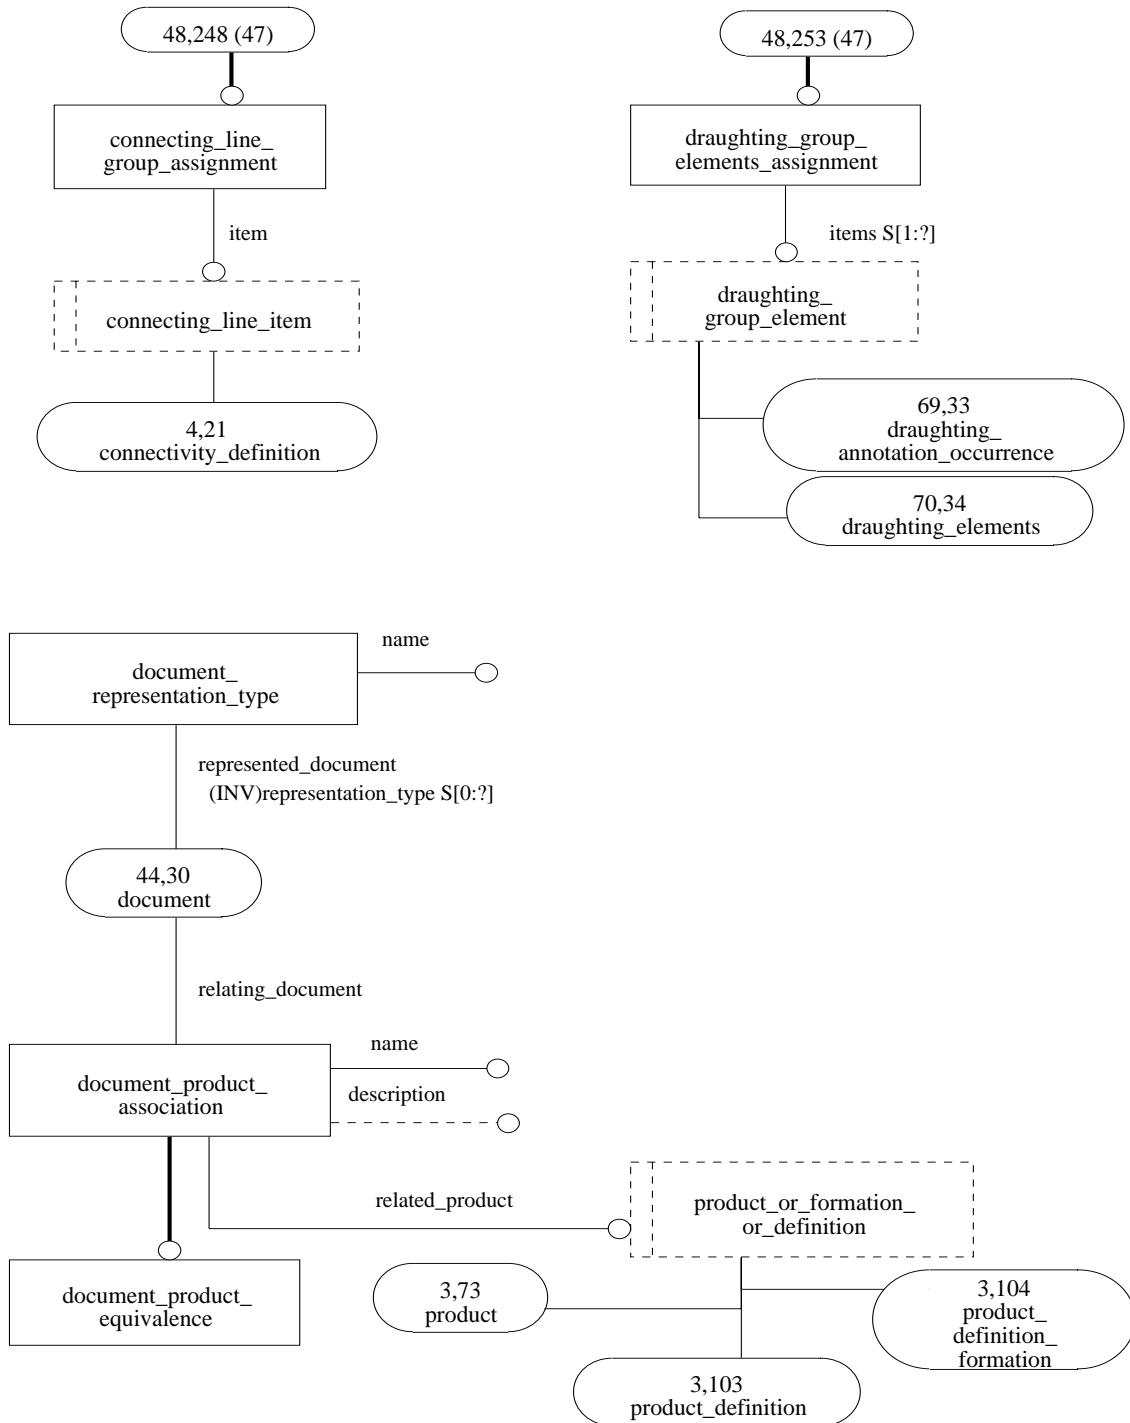 48,248 (47)
48,253 (47)
connecting_line_
group_assignment
draughting_group_
elements_assignment
item
items S[1:?]
connecting_line_item
draughting_
group_element
4,21
connectivity_definition
69,33
draughting_
annotation_occurrence
70,34
draughting_elements
name
document_
representation_type
represented_document
(INV)representation_type S[0:?]
44,30
document
relating_document
name
document_product_
association
description
related_product
product_or_formation_
or_definition
document_product_
equivalence
3,73
product
3,104
product_
definition_
formation
3,103
product_definition